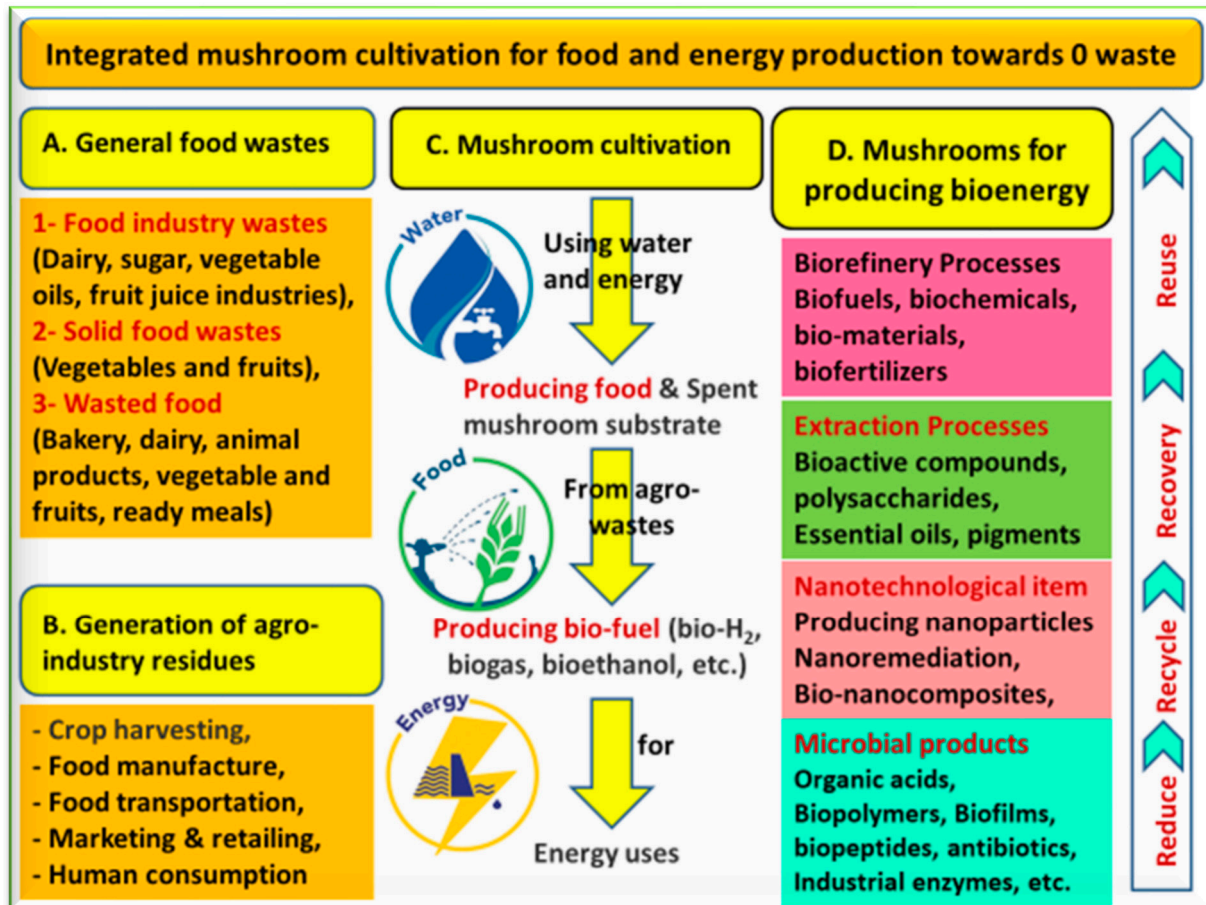 Integrated mushroom cultivation for food and energy production towards 0 waste
A. General food wastes
1- Food industry wastes
(Dairy, sugar, vegetable
oils, fruit juice industries),
2- Solid food wastes
(Vegetables and fruits),
3- Wasted food
(Bakery, dairy, animal
products, vegetable and
fruits, ready meals)
B. Generation of agro-
industry residues
- Crop harvesting,
- Food manufacture,
- Food transportation,
- Marketing & retailing,
- Human consumption
C. Mushroom cultivation
Water
Using water
and energy
Producing food & Spent
mushroom substrate
Food
From agro-
wastes
Producing bio-fuel (bio-H₂,
biogas, bioethanol, etc.)
Energy
for
Energy uses
D. Mushrooms for
producing bioenergy
Biorefinery Processes
Biofuels, biochemicals,
bio-materials,
biofertilizers
Extraction Processes
Bioactive compounds,
polysaccharides,
Essential oils, pigments
Nanotechnological item
Producing nanoparticles
Nanoremediation,
Bio-nanocomposites,
Microbial products
Organic acids,
Biopolymers, Biofilms,
biopeptides, antibiotics,
Industrial enzymes, etc.
Reuse
Recovery
Recycle
Reduce